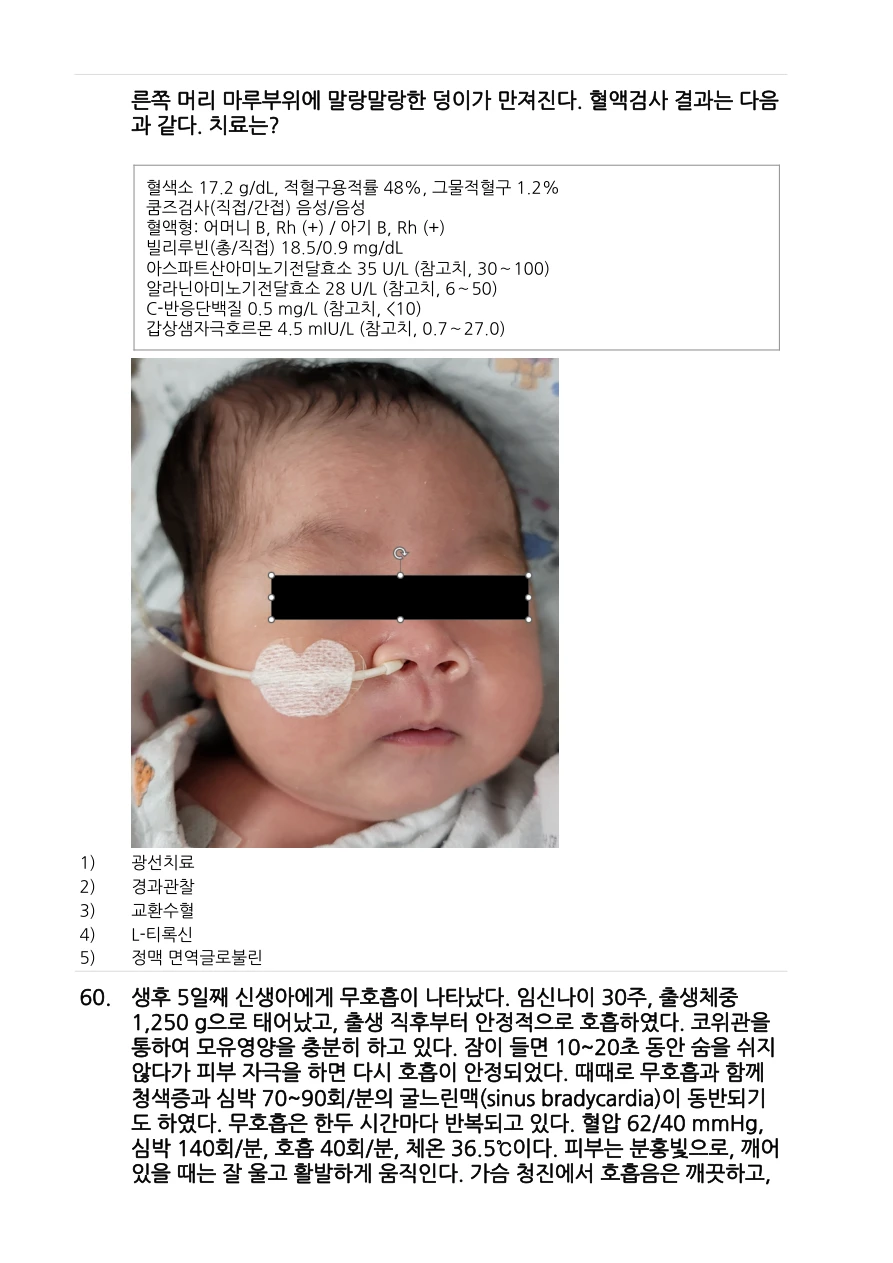 른쪽 머리 마루부위에 말랑말랑한 덩이가 만져진다. 혈액검사 결과는 다음
과 같다. 치료는?
혈색소 17.2 g/dL, 적혈구용적률 48%, 그물적혈구 1.2%
쿰즈검사(직접/간접) 음성/음성
혈액형: 어머니 B, Rh (+) / 아기 B, Rh (+)
빌리루빈(총/직접) 18.5/0.9 mg/dL
아스파트산아미노기전달효소 35 U/L (참고치, 30~100)
알라닌아미노기전달효소 28 U/L (참고치, 6~50)
C-반응단백질 0.5 mg/L (참고치, <10)
갑상샘자극호르몬 4.5 mIU/L (참고치, 0.7~27.0)
1) 광선치료
2) 경과관찰
3) 교환수혈
4) L-티록신
5) 정맥 면역글로불린
60. 생후 5일째 신생아에게 무호흡이 나타났다. 임신나이 30주, 출생체중
1,250 g으로 태어났고, 출생 직후부터 안정적으로 호흡하였다. 코위관을
통하여 모유영양을 충분히 하고 있다. 잠이 들면 10~20초 동안 숨을 쉬지
않다가 피부 자극을 하면 다시 호흡이 안정되었다. 때때로 무호흡과 함께
청색증과 심박 70~90회/분의 굴느린맥(sinus bradycardia)이 동반되기
도 하였다. 무호흡은 한두 시간마다 반복되고 있다. 혈압 62/40 mmHg,
심박 140회/분, 호흡 40회/분, 체온 36.5℃이다. 피부는 분홍빛으로, 깨어
있을 때는 잘 울고 활발하게 움직인다. 가슴 청진에서 호흡음은 깨끗하고,